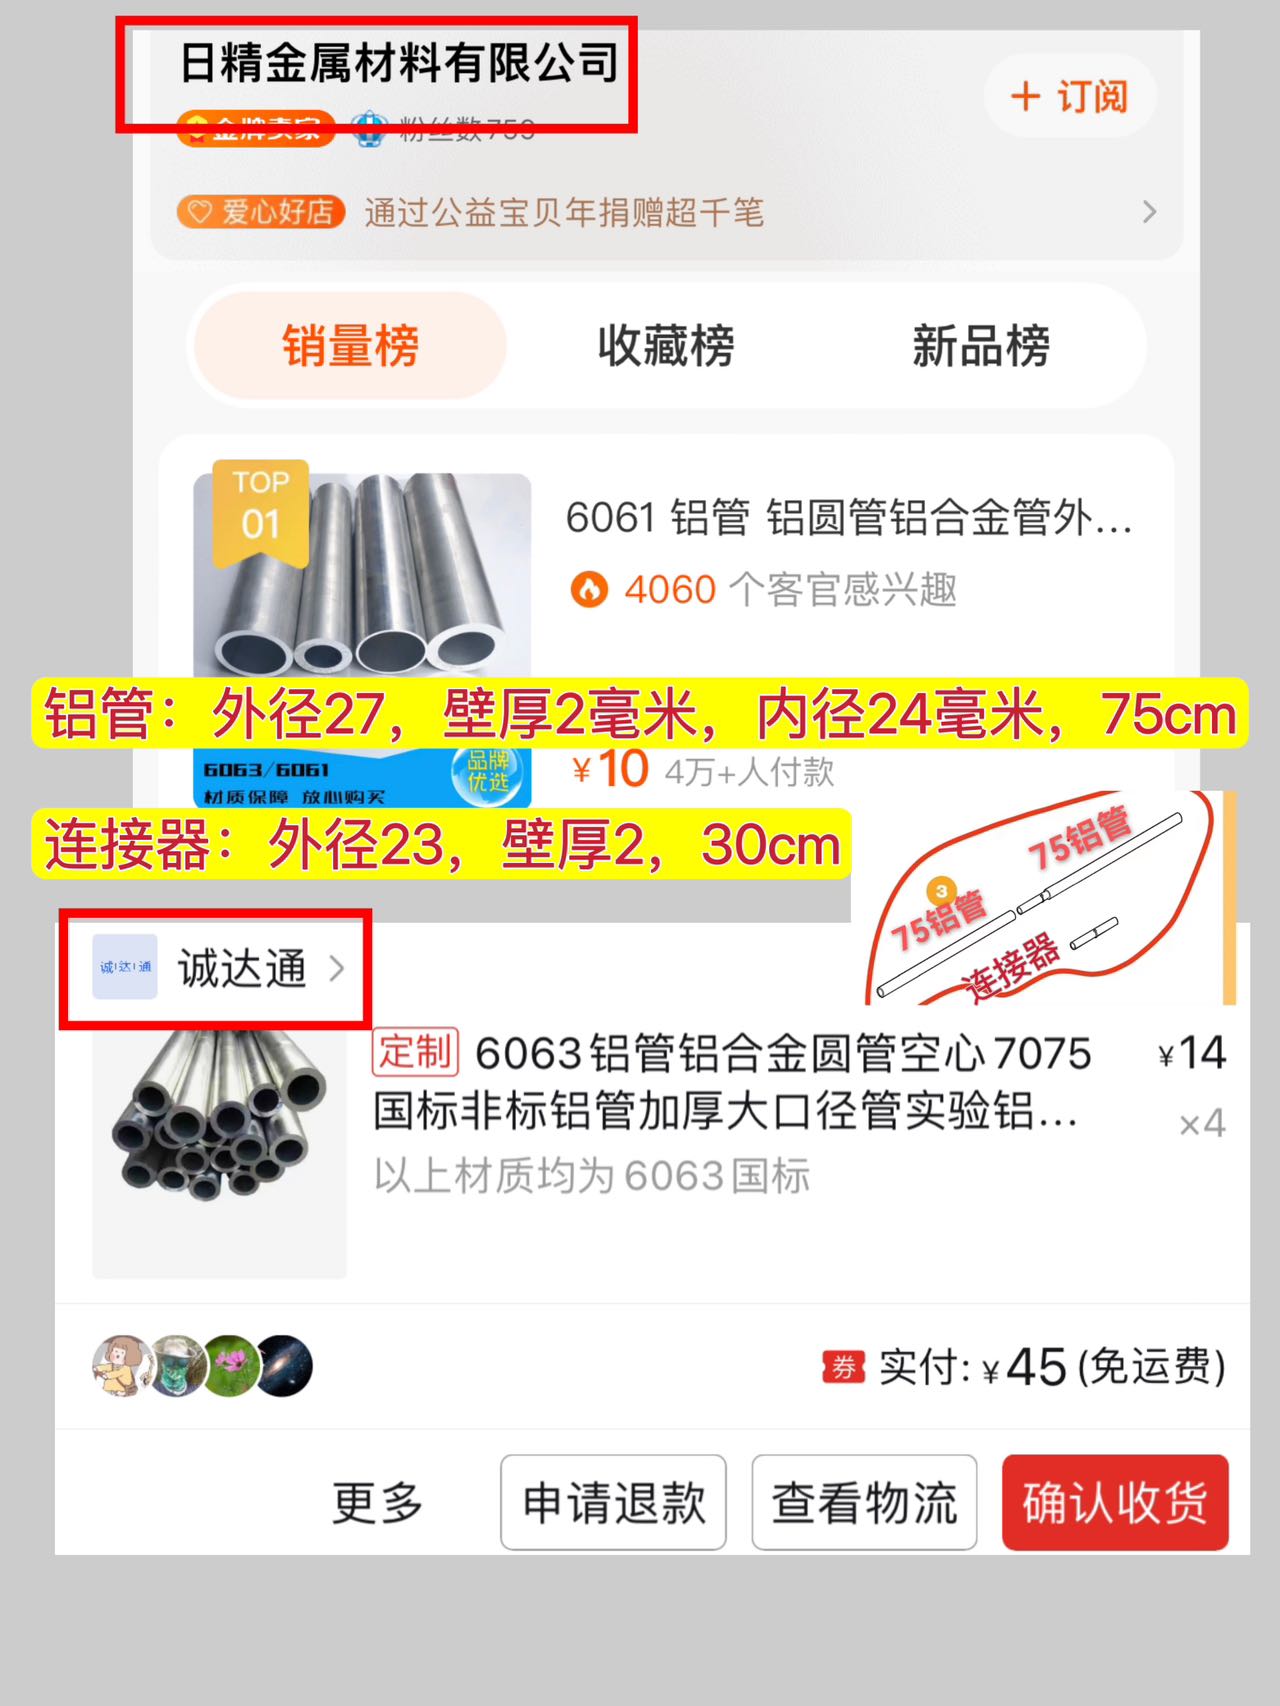 日精金属材料有限公司
金牌卖家 粉丝数759
+ 订阅
爱心好店 通过公益宝贝年捐赠超千笔
销量榜 收藏榜 新品榜
TOP
01
6061 铝管 铝圆管铝合金管外...
4060 个客官感兴趣
铝管：外径27，壁厚2毫米，内径24毫米，75cm
6063/6061
材质保障 放心购买
品牌
优选
¥10 4万+人付款
连接器：外径23，壁厚2，30cm
75铝管
3
75铝管
连接器
诚达通
诚达通
定制 6063铝管铝合金圆管空心7075
国标非标铝管加厚大口径管实验铝...
¥14
×4
以上材质均为6063国标
券 实付:¥45(免运费)
更多 申请退款 查看物流 确认收货